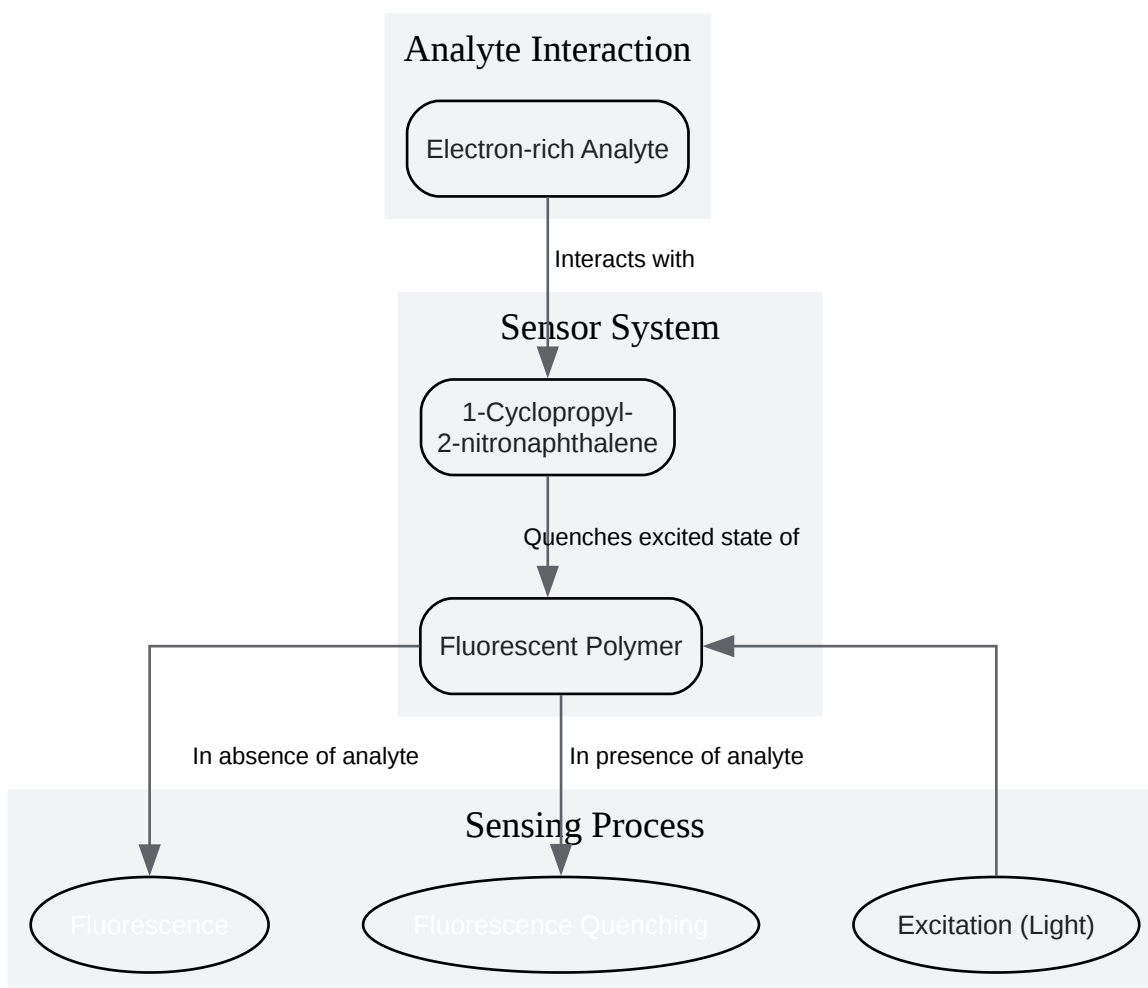 Analyte Interaction
Electron-rich Analyte
Interacts with
Sensor System
1-Cyclopropyl-
2-nitronaphthalene
Quenches excited state of
Fluorescent Polymer
In absence of analyte
In presence of analyte
Sensing Process
Fluorescence
Fluorescence Quenching
Excitation (Light)